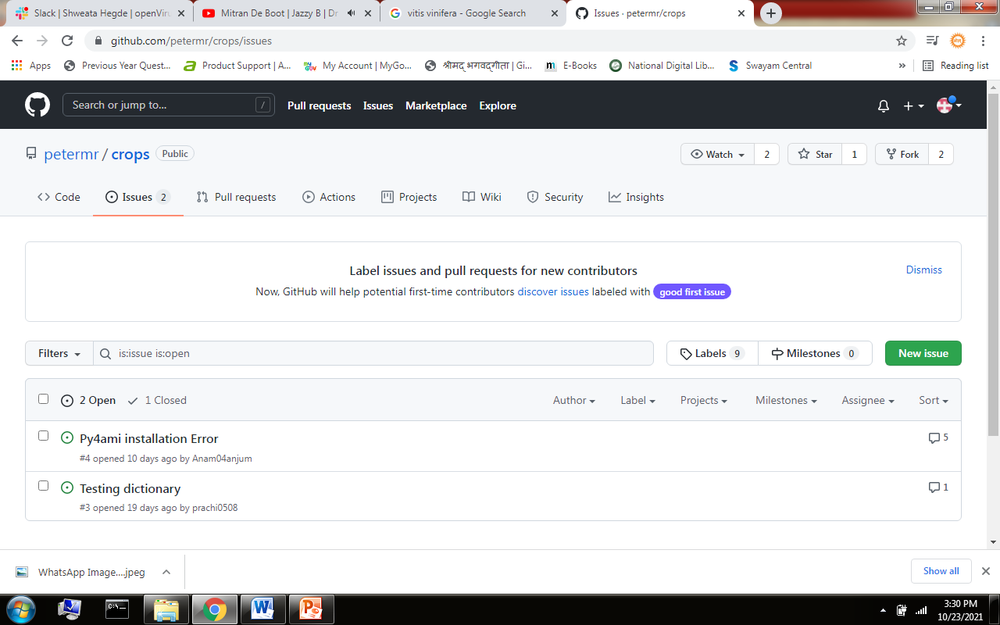 Slack | Shweata Hegde | openViru
Mitran De Boot | Jazzy B | Dr
vitis vinifera - Google Search
Issues · petermr/crops
github.com/petermr/crops/issues
Apps
Previous Year Quest...
Product Support | A...
My Account | MyGo...
श्रीमद् भगवद्गीता | Gi...
E-Books
National Digital Lib...
Swayam Central
»
Reading list
Search or jump to...
/
Pull requests
Issues
Marketplace
Explore
petermr / crops
Public
Watch
2
Star
1
Fork
2
Code
Issues 2
Pull requests
Actions
Projects
Wiki
Security
Insights
Label issues and pull requests for new contributors
Dismiss
Now, GitHub will help potential first-time contributors discover issues labeled with good first issue
Filters
is:issue is:open
Labels 9
Milestones 0
New issue
2 Open
1 Closed
Author
Label
Projects
Milestones
Assignee
Sort
Py4ami installation Error
5
#4 opened 10 days ago by Anam04anjum
Testing dictionary
1
#3 opened 19 days ago by prachi0508
WhatsApp Image....jpeg
Show all
3:30 PM
10/23/2021